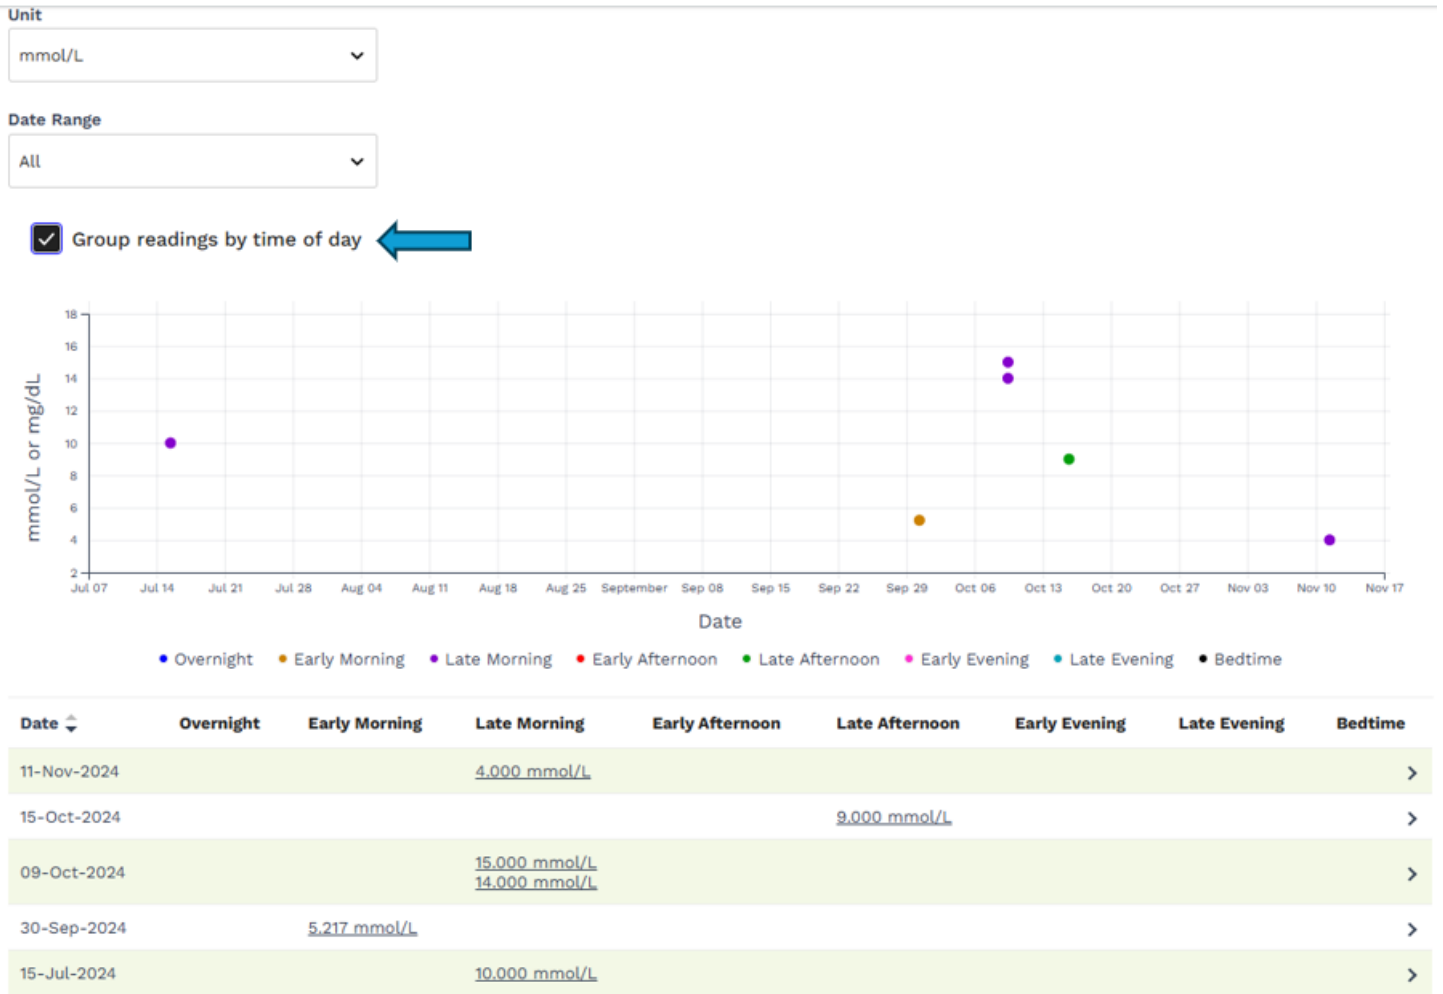 Unit
mmol/L
Date Range
All
Group readings by time of day
18
16
14
12
10
8
6
4
2
mmol/L or mg/dL
Jul 07 Jul 14 Jul 21 Jul 28 Aug 04 Aug 11 Aug 18 Aug 25 September Sep 08 Sep 15 Sep 22 Sep 29 Oct 06 Oct 13 Oct 20 Oct 27 Nov 03 Nov 10 Nov 17
Date
Overnight Early Morning Late Morning Early Afternoon Late Afternoon Early Evening Late Evening Bedtime
Date Overnight Early Morning Late Morning Early Afternoon Late Afternoon Early Evening Late Evening Bedtime
11-Nov-2024 4.000 mmol/L
15-Oct-2024 9.000 mmol/L
09-Oct-2024 15.000 mmol/L
14.000 mmol/L
30-Sep-2024 5.217 mmol/L
15-Jul-2024 10.000 mmol/L